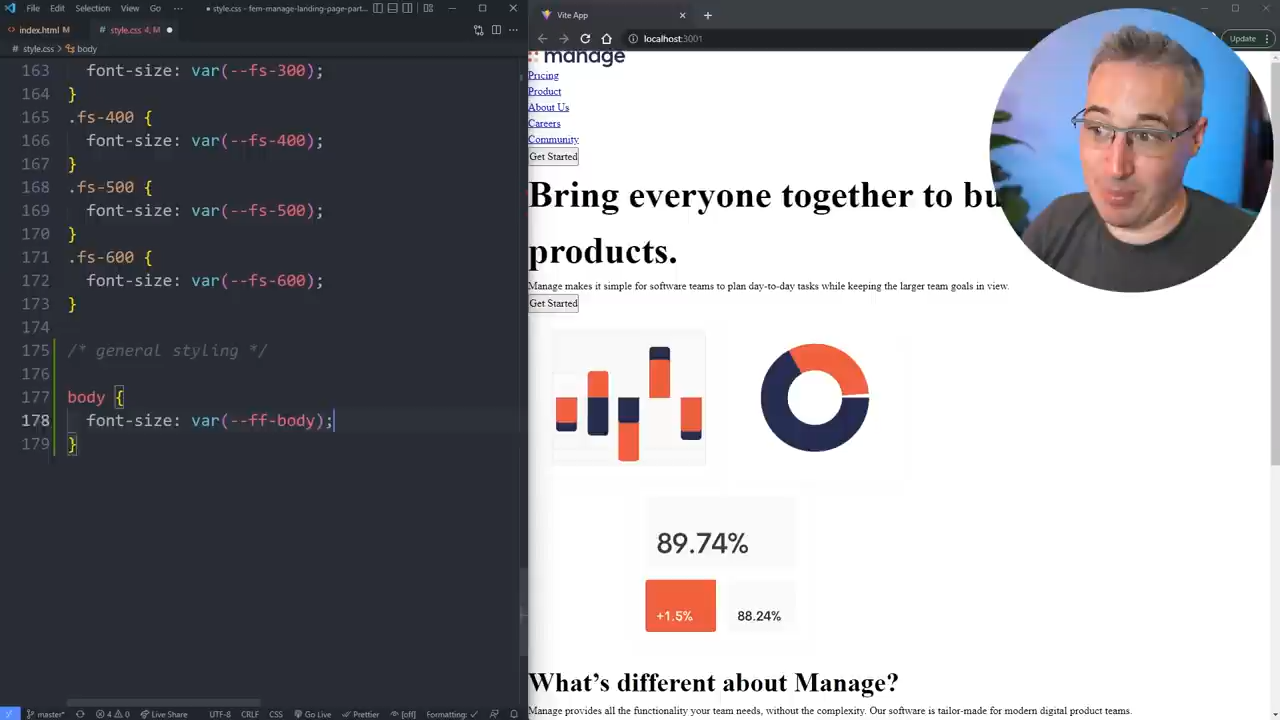 File Edit Selection View Go ··· style.css - fem-manage-landing-page-part...
index.html M style.css 4, M
style.css > body
163 font-size: var(--fs-300);
164 }
165 .fs-400 {
166 font-size: var(--fs-400);
167 }
168 .fs-500 {
169 font-size: var(--fs-500);
170 }
171 .fs-600 {
172 font-size: var(--fs-600);
173 }
174
175 /* general styling */
176
177 body {
178 font-size: var(--ff-body);
179 }
master* 4 0 Live Share UTF-8 CRLF CSS Go Live Prettier [off] Formatting: ✓
Vite App
localhost:3001
Update
manage
Pricing
Product
About Us
Careers
Community
Get Started
Bring everyone together to bu
products.
Manage makes it simple for software teams to plan day-to-day tasks while keeping the larger team goals in view.
Get Started
89.74%
+1.5% 88.24%
What’s different about Manage?
Manage provides all the functionality your team needs, without the complexity. Our software is tailor-made for modern digital product teams.